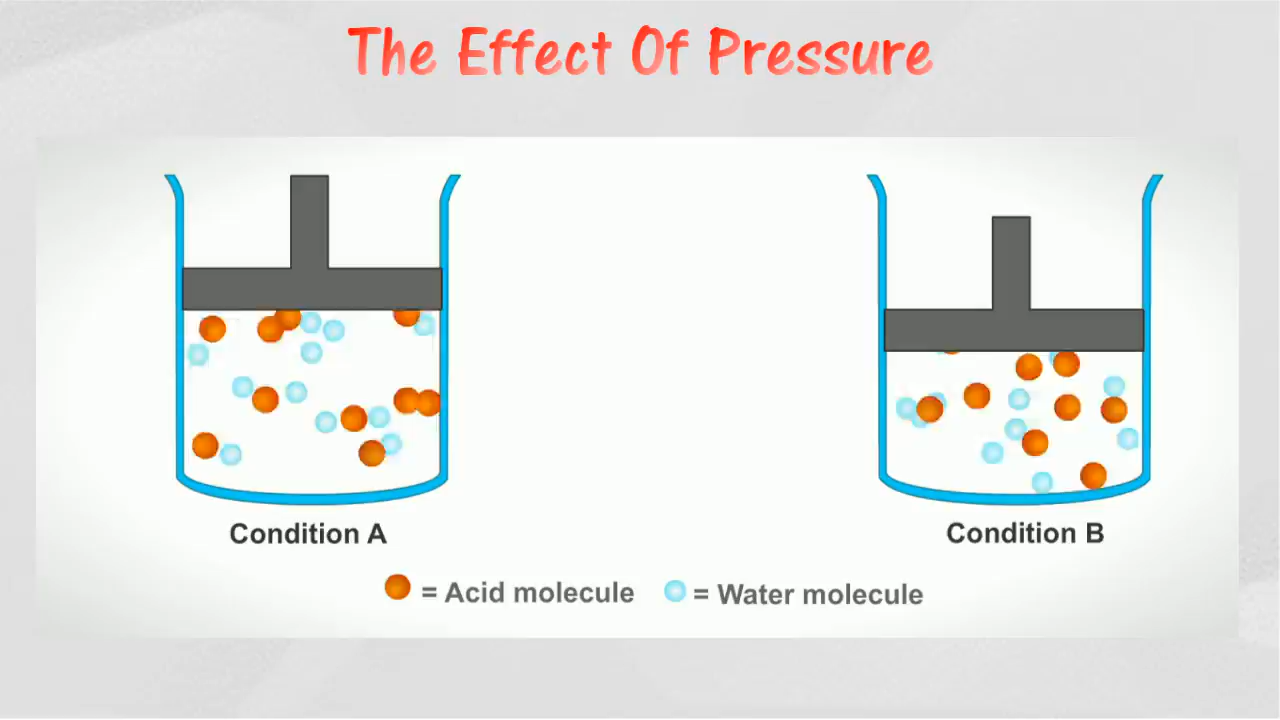 The Effect Of Pressure
Condition A
Condition B
= Acid molecule
= Water molecule